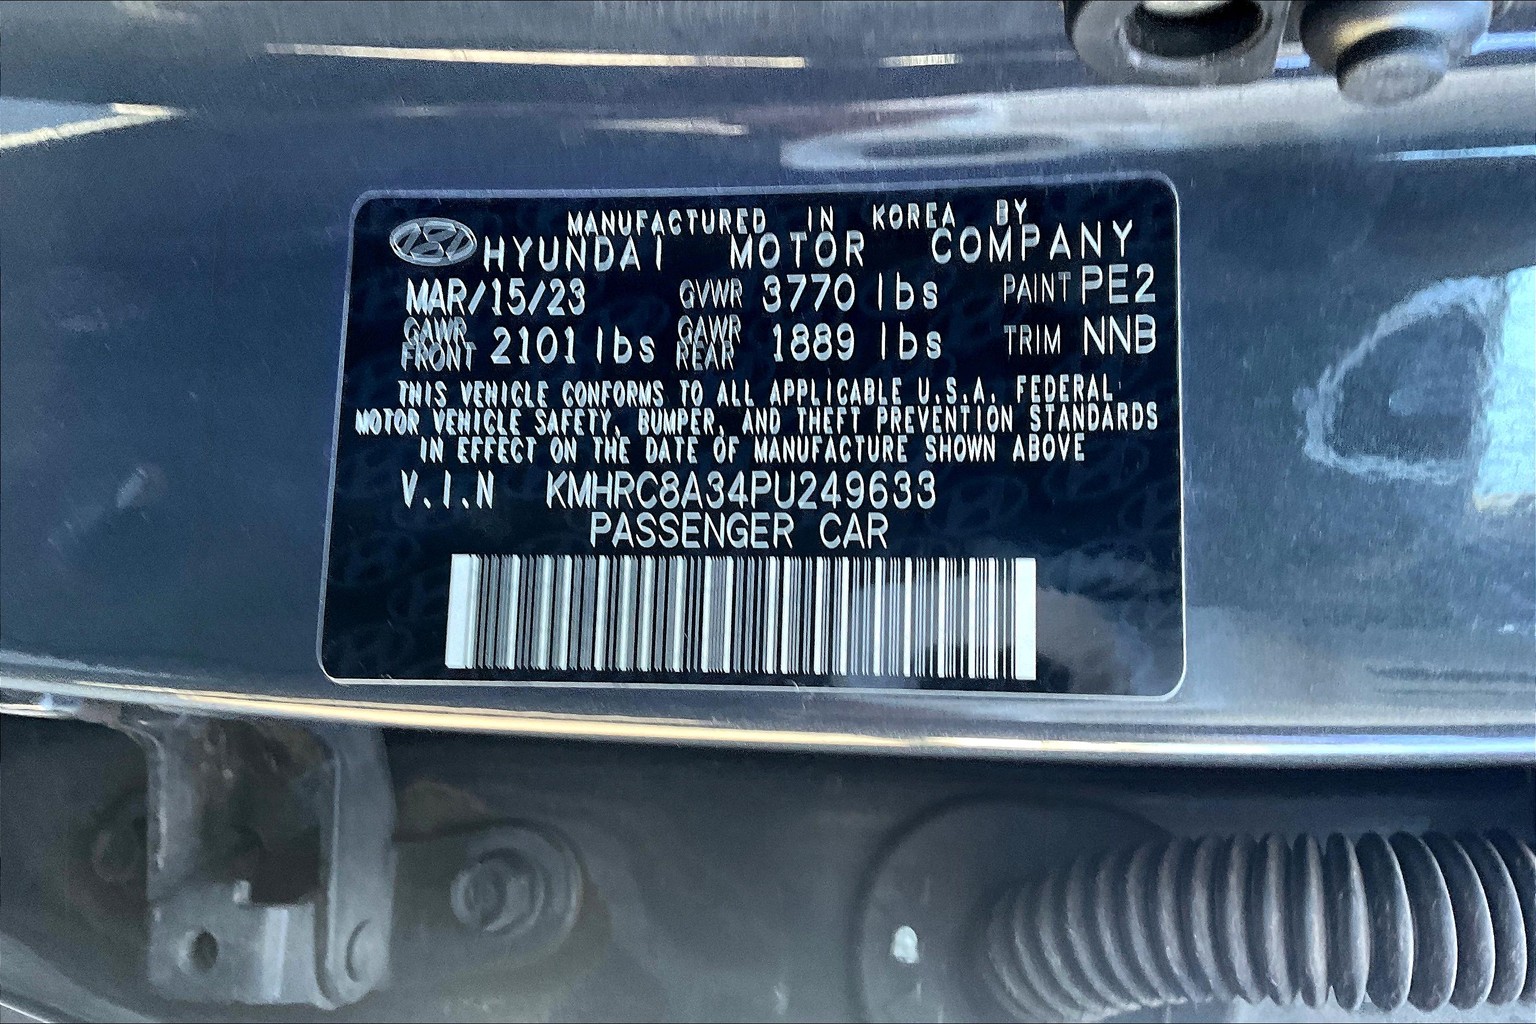 MANUFACTURED IN KOREA BY
HYUNDAI MOTOR COMPANY
MAR/15/23 GVWR 3770 lbs PAINT PE2
GAWR FRONT 2101 lbs GAWR REAR 1889 lbs TRIM NNB
THIS VEHICLE CONFORMS TO ALL APPLICABLE U.S.A. FEDERAL
MOTOR VEHICLE SAFETY, BUMPER, AND THEFT PREVENTION STANDARDS
IN EFFECT ON THE DATE OF MANUFACTURE SHOWN ABOVE
V.I.N KMHRC8A34PU249633
PASSENGER CAR